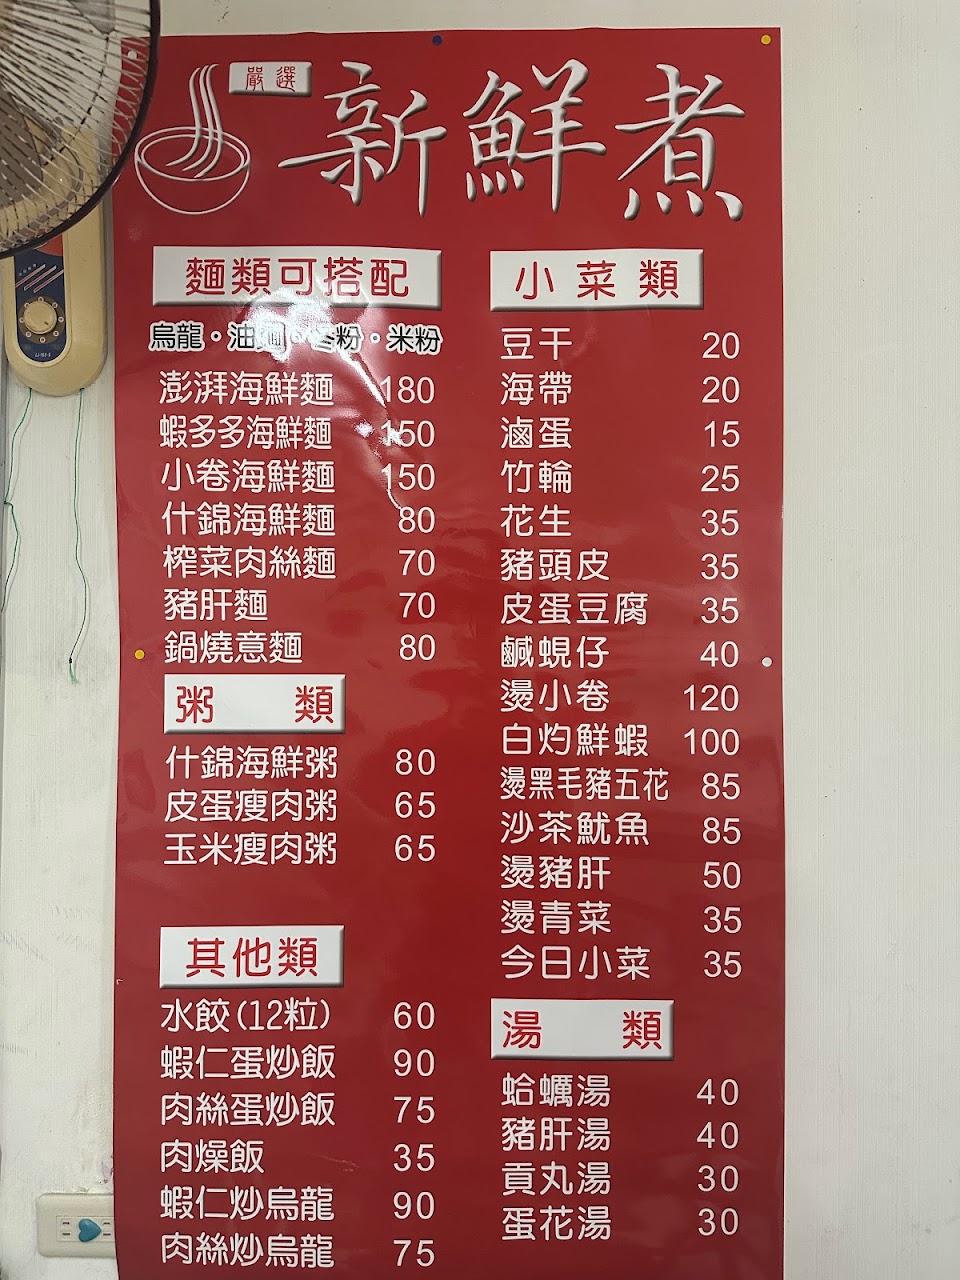 嚴選
新鮮煮
麵類可搭配
烏龍・油麵・冬粉・米粉
澎湃海鮮麵 180
蝦多多海鮮麵 150
小卷海鮮麵 150
什錦海鮮麵 80
榨菜肉絲麵 70
豬肝麵 70
鍋燒意麵 80
粥類
什錦海鮮粥 80
皮蛋瘦肉粥 65
玉米瘦肉粥 65
其他類
水餃(12粒) 60
蝦仁蛋炒飯 90
肉絲蛋炒飯 75
肉燥飯 35
蝦仁炒烏龍 90
肉絲炒烏龍 75
小菜類
豆干 20
海帶 20
滷蛋 15
竹輪 25
花生 35
豬頭皮 35
皮蛋豆腐 35
鹹蜆仔 40
燙小卷 120
白灼鮮蝦 100
燙黑毛豬五花 85
沙茶魷魚 85
燙豬肝 50
燙青菜 35
今日小菜 35
湯類
蛤蠣湯 40
豬肝湯 40
貢丸湯 30
蛋花湯 30